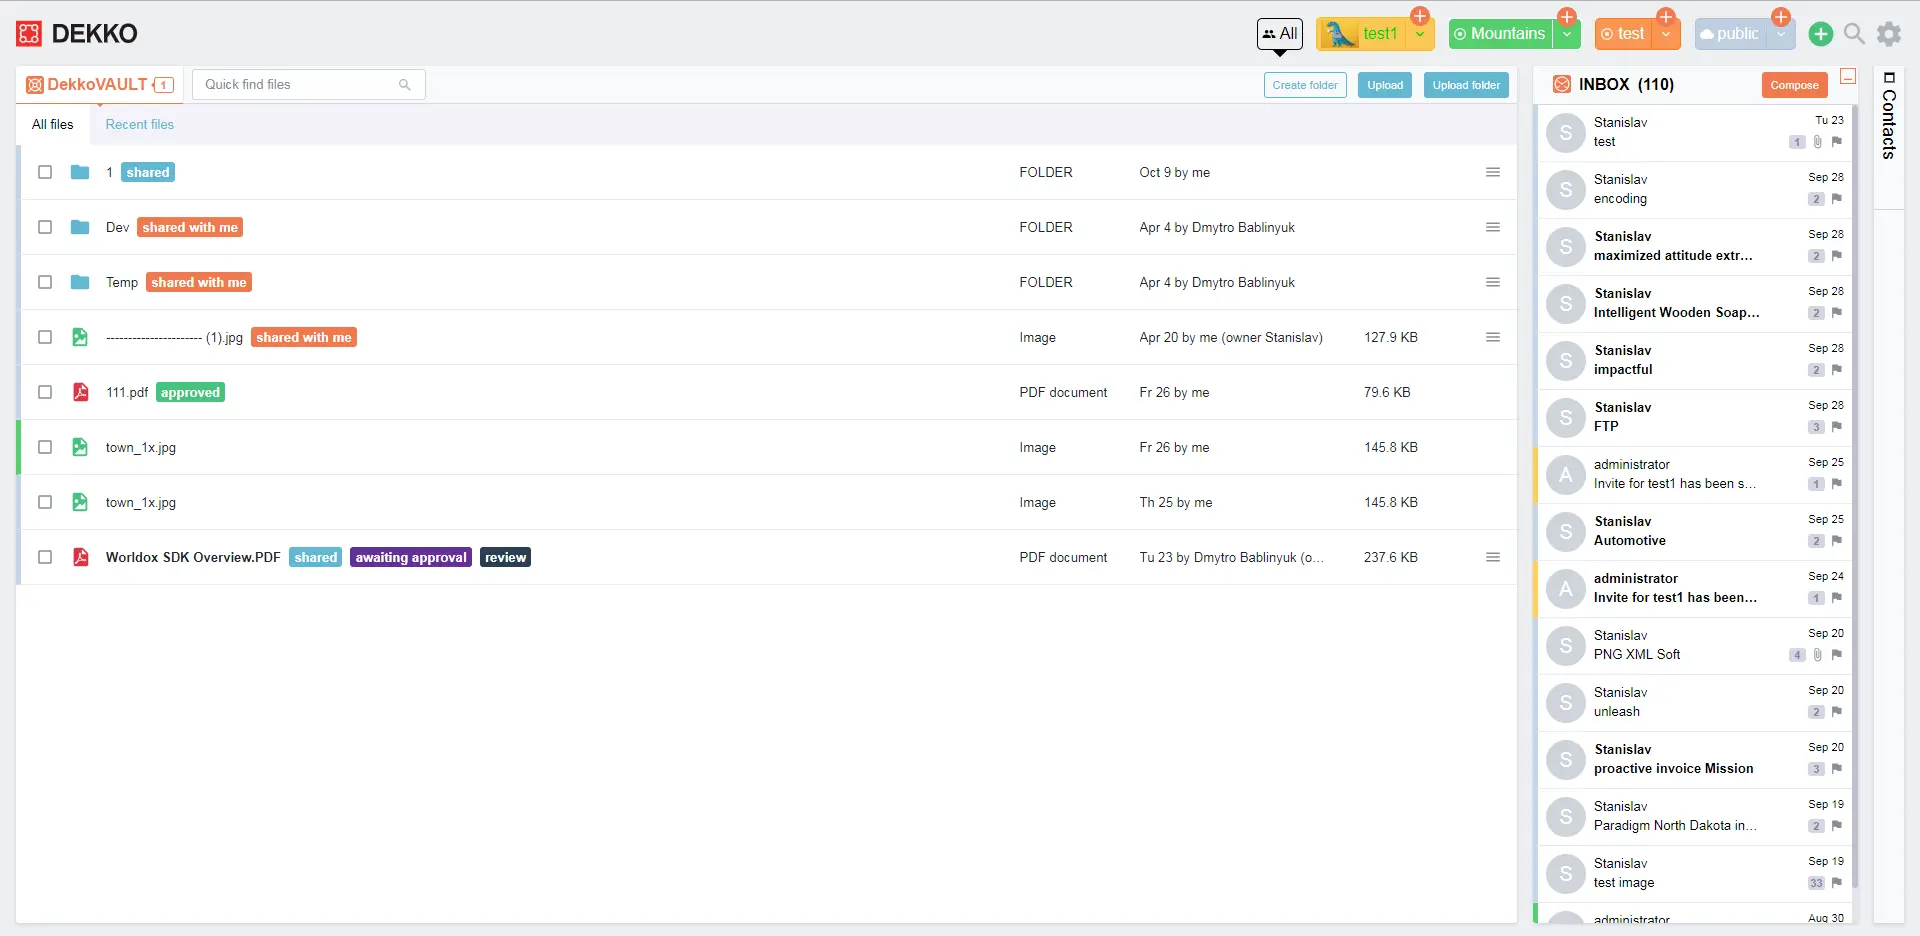 DEKKO
All
test1
Mountains
test
public
DekkoVAULT 1
Quick find files
Create folder
Upload
Upload folder
All files
Recent files
1 shared FOLDER Oct 9 by me
Dev shared with me FOLDER Apr 4 by Dmytro Bablinyuk
Temp shared with me FOLDER Apr 4 by Dmytro Bablinyuk
---------------------- (1).jpg shared with me Image Apr 20 by me (owner Stanislav) 127.9 KB
111.pdf approved PDF document Fr 26 by me 79.6 KB
town_1x.jpg Image Fr 26 by me 145.8 KB
town_1x.jpg Image Th 25 by me 145.8 KB
Worldox SDK Overview.PDF shared awaiting approval review PDF document Tu 23 by Dmytro Bablinyuk (o... 237.6 KB
INBOX (110)
Compose
S Stanislav Tu 23
test 1
S Stanislav Sep 28
encoding 2
S Stanislav Sep 28
maximized attitude extr... 2
S Stanislav Sep 28
Intelligent Wooden Soap... 2
S Stanislav Sep 28
impactful 2
S Stanislav Sep 28
FTP 3
A administrator Sep 25
Invite for test1 has been s... 1
S Stanislav Sep 25
Automotive 2
A administrator Sep 24
Invite for test1 has been... 1
S Stanislav Sep 20
PNG XML Soft 4
S Stanislav Sep 20
unleash 2
S Stanislav Sep 20
proactive invoice Mission 3
S Stanislav Sep 19
Paradigm North Dakota in... 2
S Stanislav Sep 19
test image 33
administrator Aug 30
Contacts